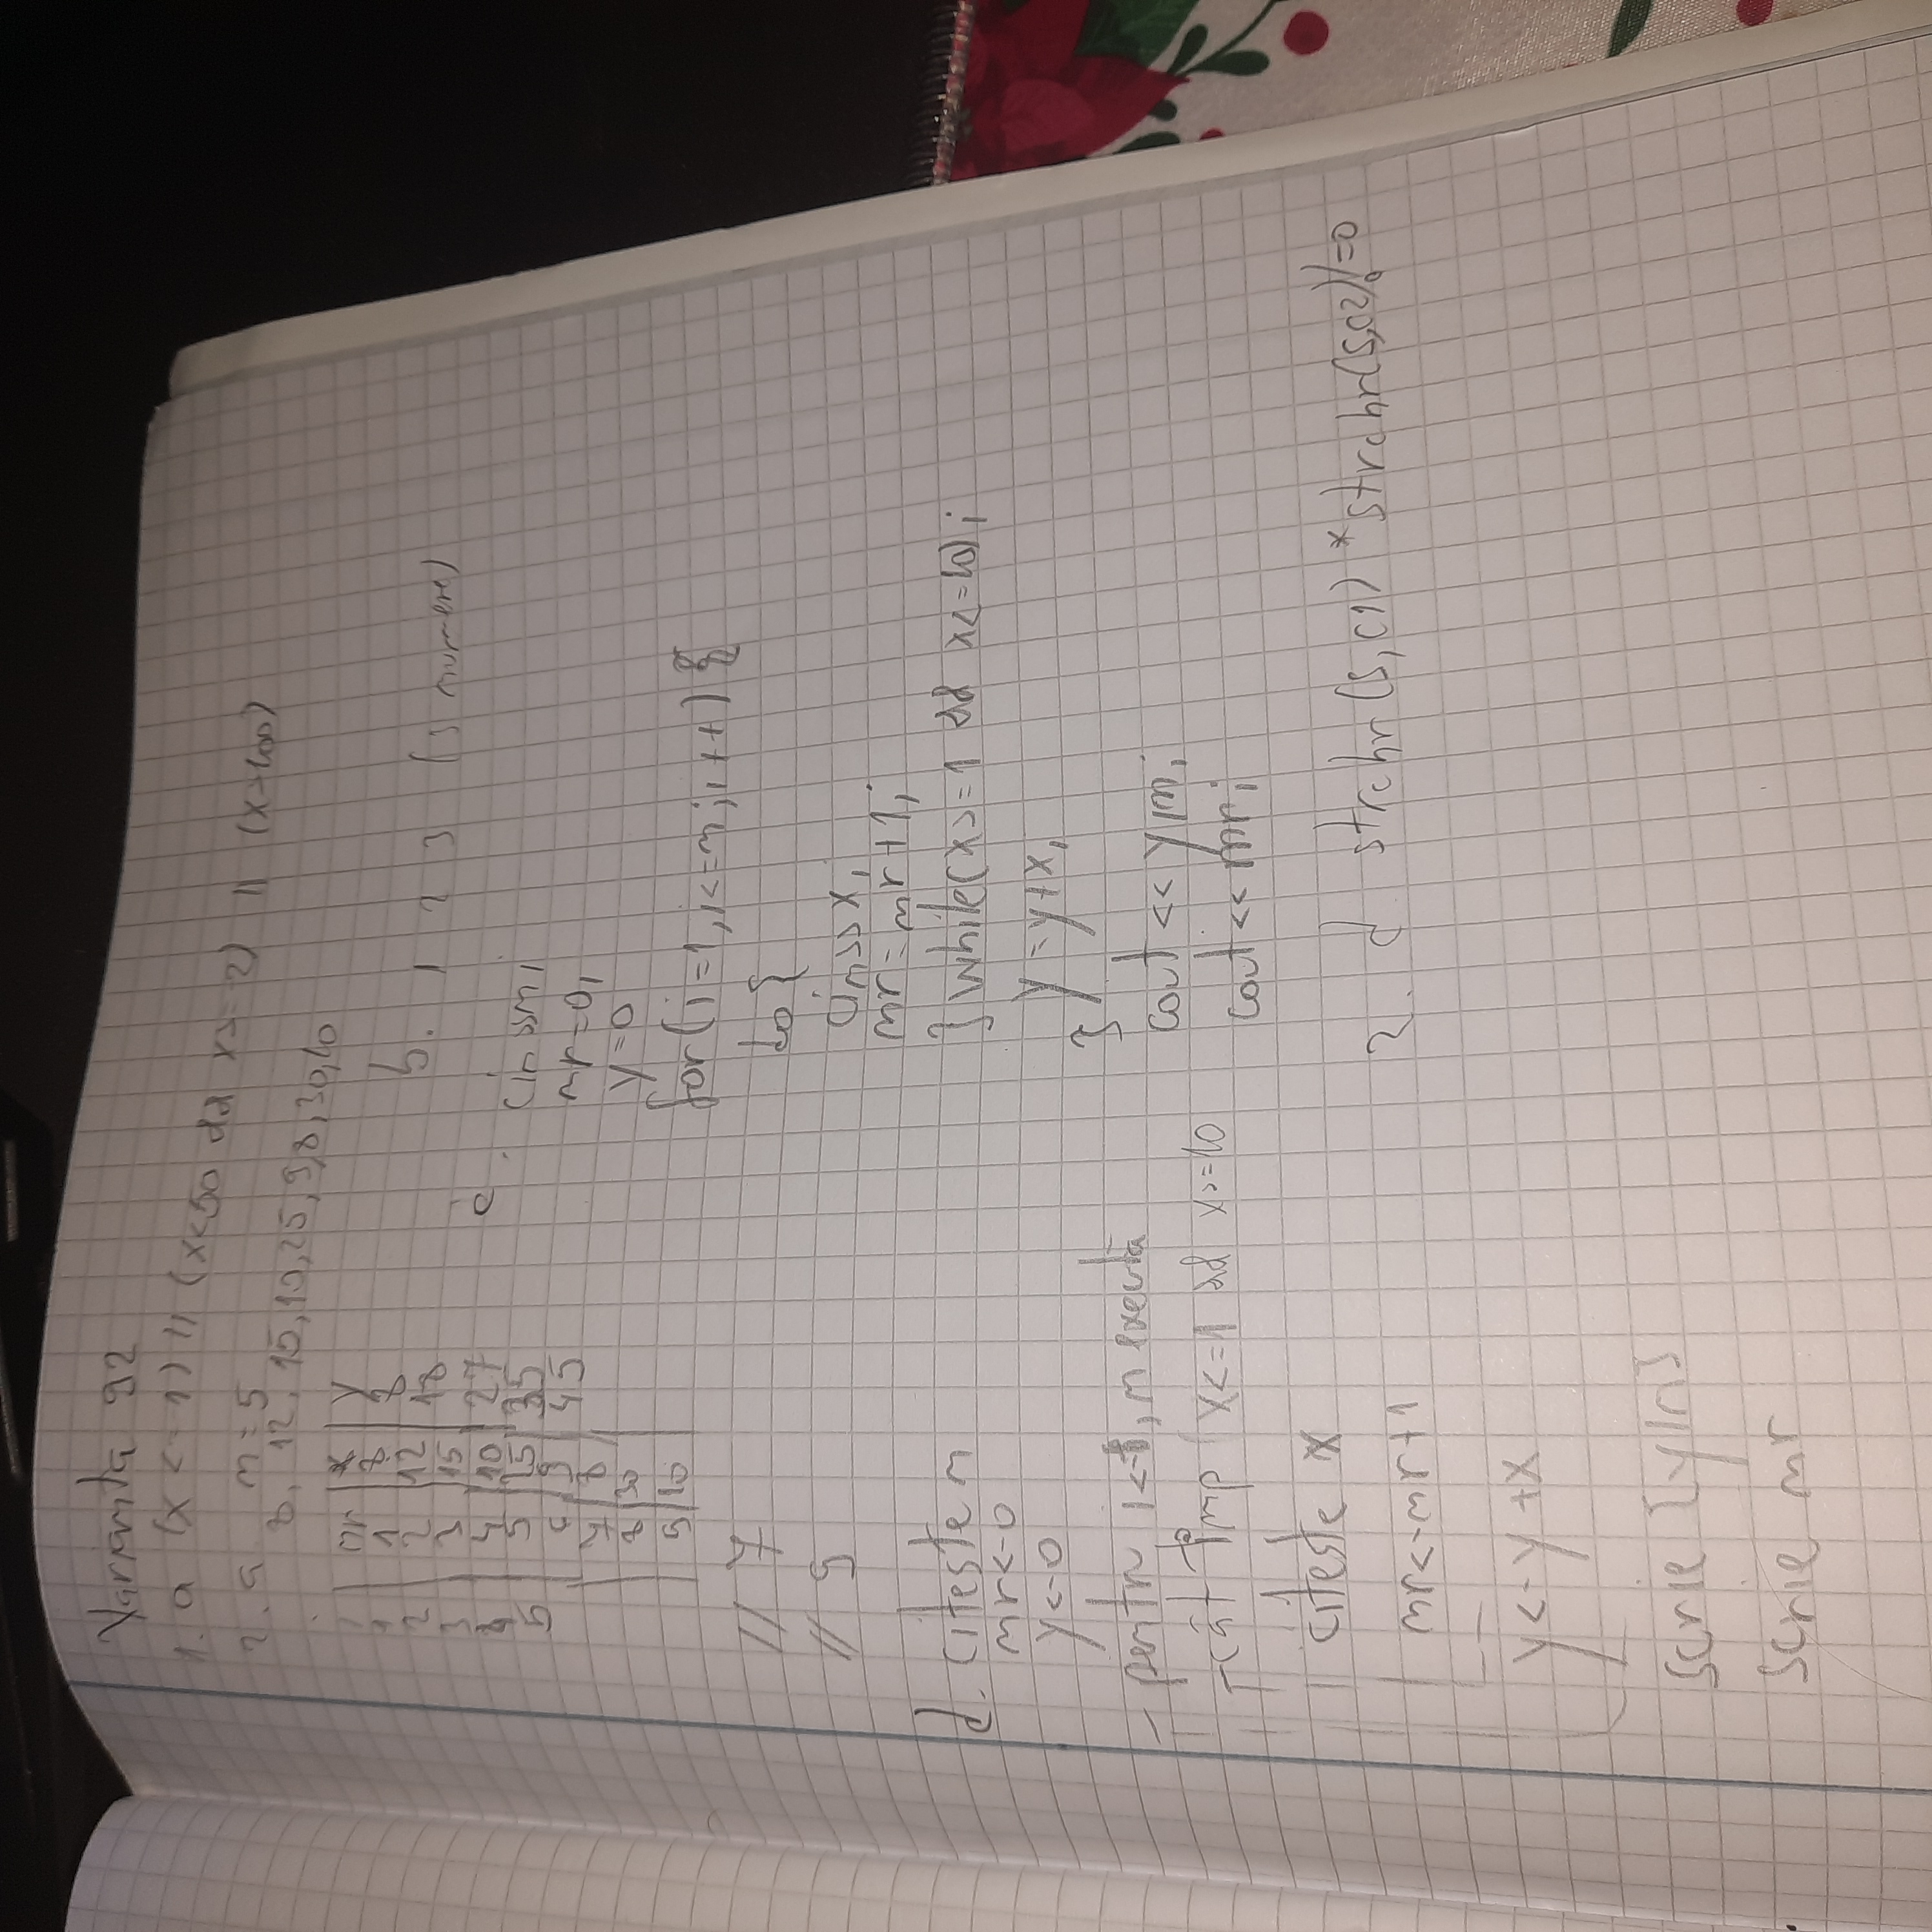 Varianta 92
1. a (x<-1) || (x<50 && x>=2) || (x>100)
2. a n=5
8, 12, 15, 10, 25, 9, 8, 30, 10
i | nr | x | y
1 | 1 | 8 | 8
2 | 2 | 12 | 18
3 | 3 | 15
4 | 4 | 10 | 27
5 | 5 | 25 | 35
6 | 9 | 45
7 | 8
8 | 30
9 | 10
// 7
// 9
b. 1 2 3 (3 numere)
c. cin>>n;
nr=0;
y=0
for(i=1;i<=n;i++){
do{
cin>>x;
nr=nr+1;
}while(x>=1 && x<=10);
y=y+x;
}
cout<<y/n;
cout<<nr;
d. citeste n
nr<-0
y<-0
pentru i<-1,n executa
cât timp x<=1 && x>=10
citeste x
nr<-nr+1
y<-y+x
scrie [y/n]
scrie nr
2. d strchr(s,c1)*strchr(s,c2)!=0